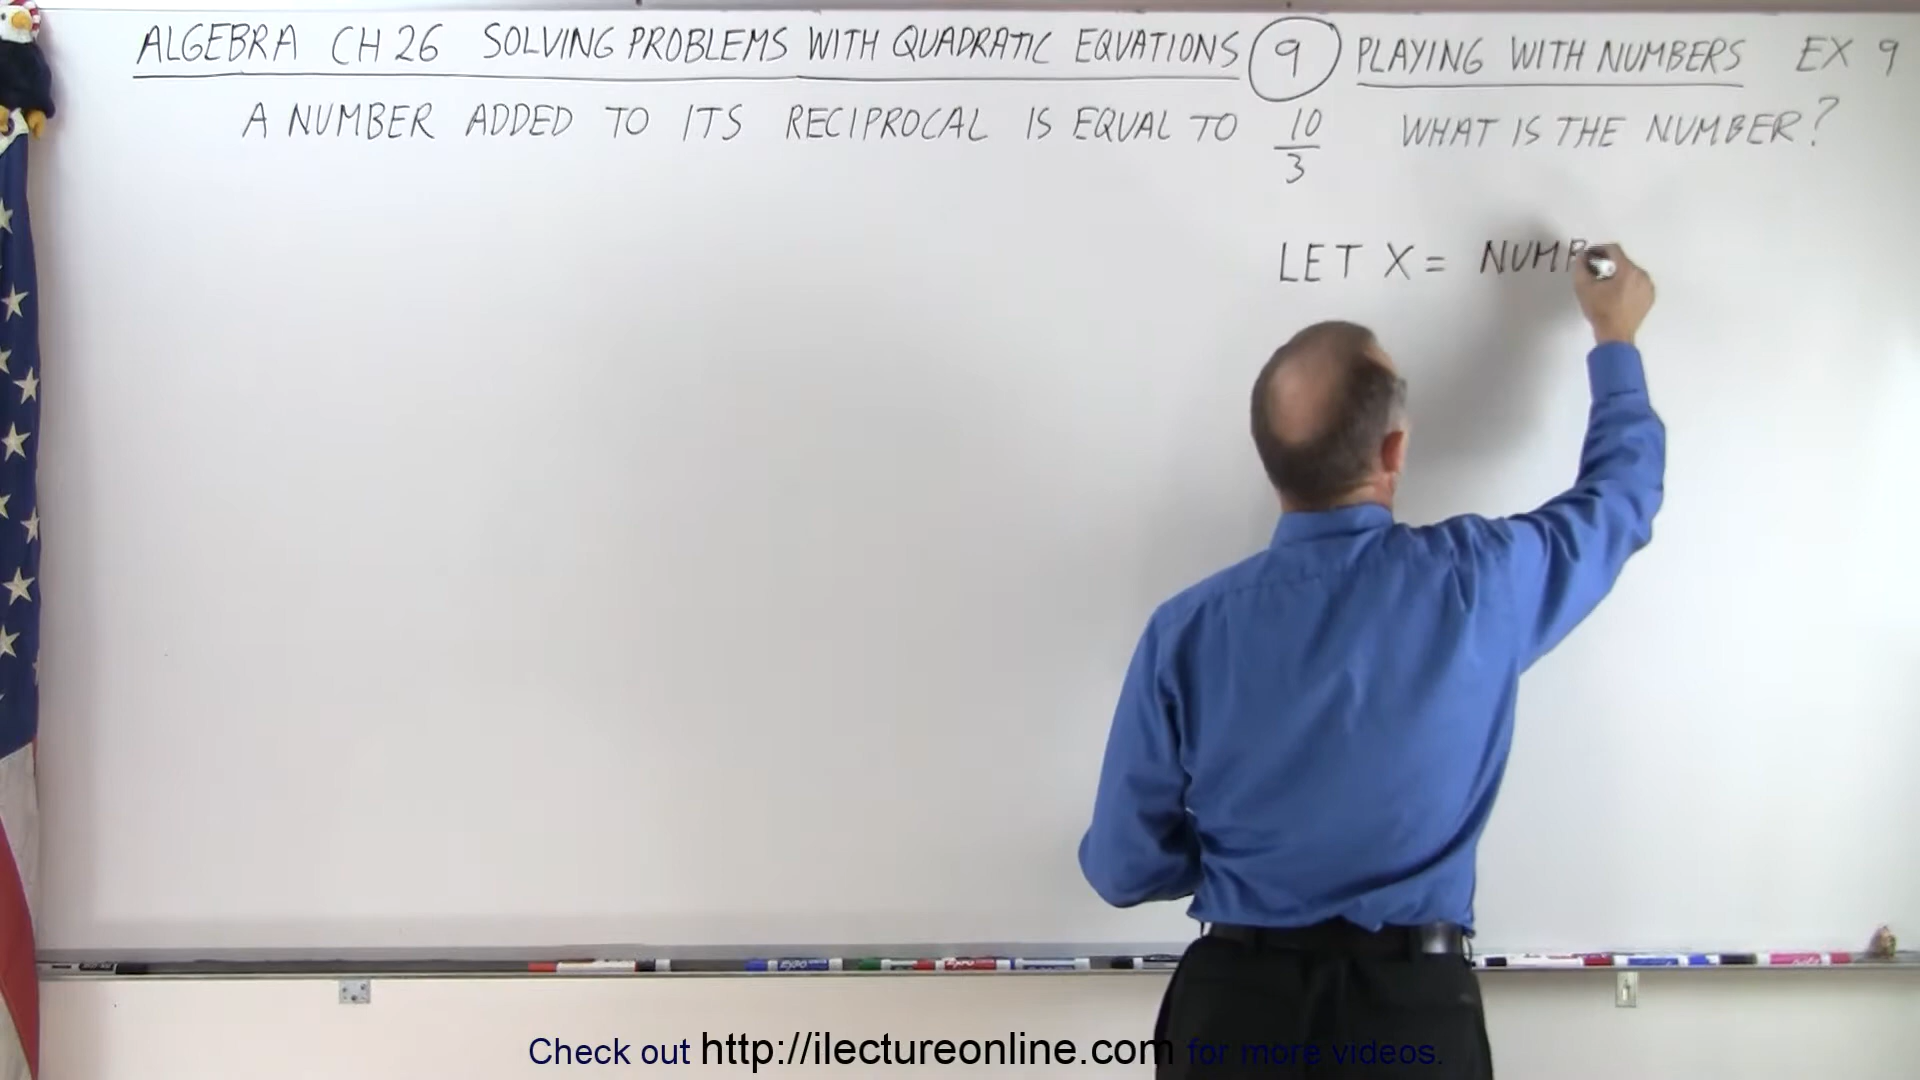 ALGEBRA CH 26 SOLVING PROBLEMS WITH QUADRATIC EQUATIONS 9 PLAYING WITH NUMBERS EX 9
A NUMBER ADDED TO ITS RECIPROCAL IS EQUAL TO 10/3 WHAT IS THE NUMBER?
LET X = NUMB
Check out http://ilectureonline.com for more videos.